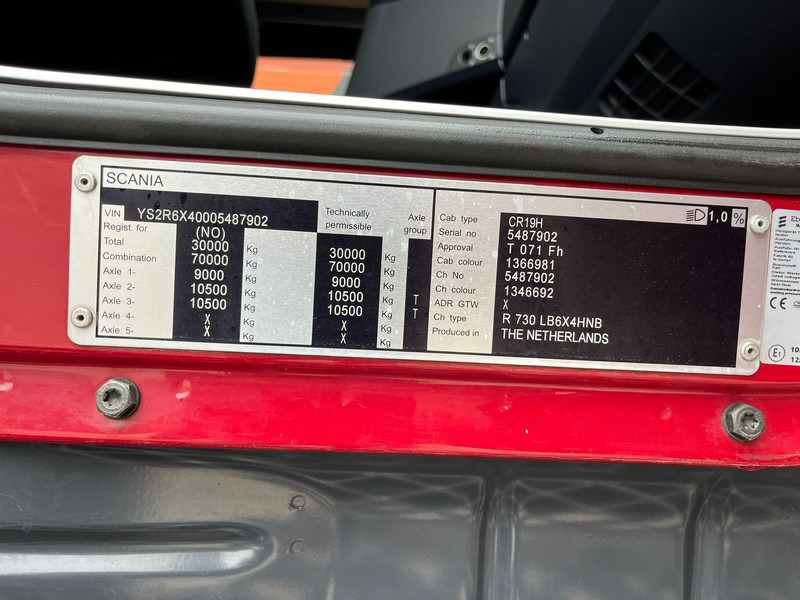 SCANIA
VIN YS2R6X40005487902
Regist. for (NO)
Technically permissible
Axle group
Total 30000 Kg 30000 Kg
Combination 70000 Kg 70000 Kg
Axle 1- 9000 Kg 9000 Kg
Axle 2- 10500 Kg 10500 Kg T
Axle 3- 10500 Kg 10500 Kg T
Axle 4- X Kg X Kg
Axle 5- X Kg X Kg
1,0 %
Cab type CR19H
Serial no 5487902
Approval T 071 Fh
Cab colour 1366981
Ch No 5487902
Ch colour 1346692
ADR GTW X
Ch type R 730 LB6X4HNB
Produced in THE NETHERLANDS
CE
E1